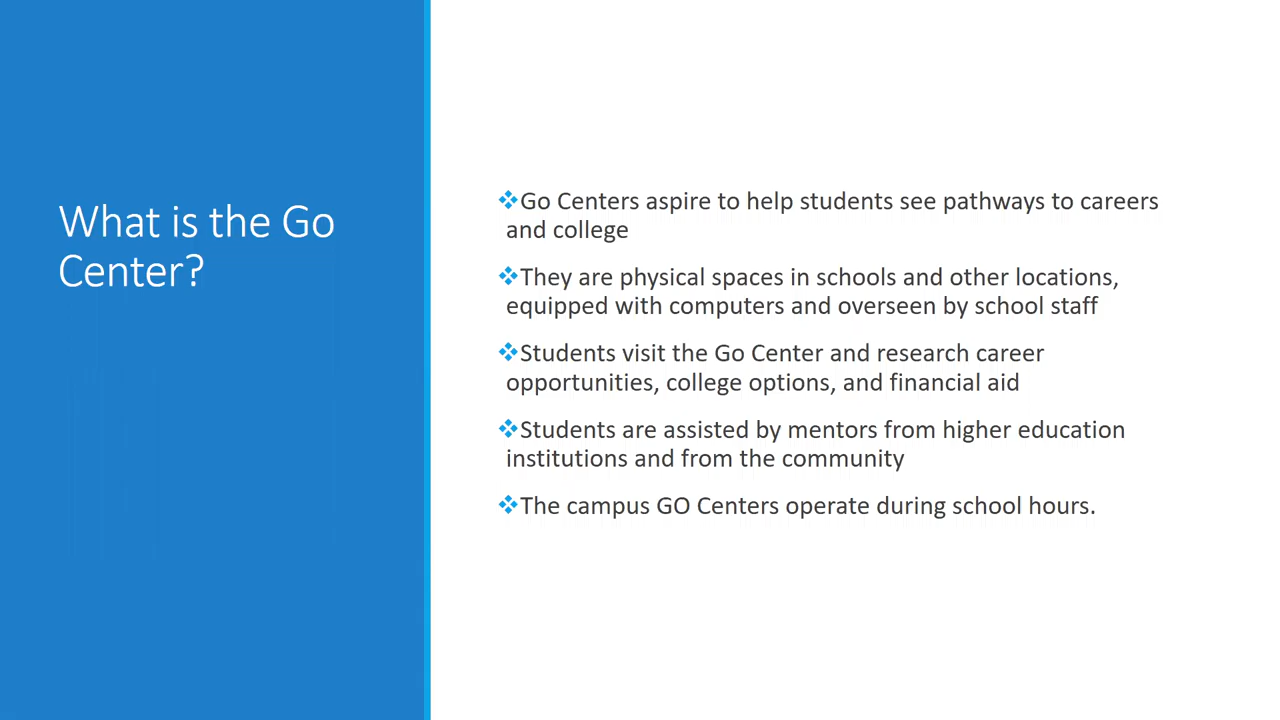 What is the Go
Center?
❖Go Centers aspire to help students see pathways to careers
and college
❖They are physical spaces in schools and other locations,
equipped with computers and overseen by school staff
❖Students visit the Go Center and research career
opportunities, college options, and financial aid
❖Students are assisted by mentors from higher education
institutions and from the community
❖The campus GO Centers operate during school hours.